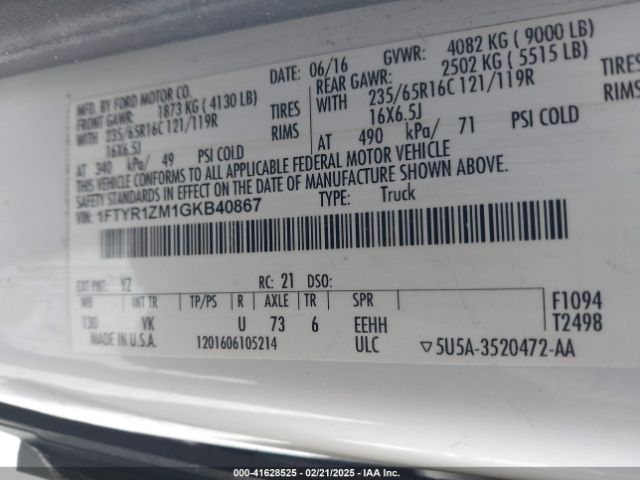 MFD. BY FORD MOTOR CO.
DATE: 06/16
GVWR: 4082 KG ( 9000 LB)
FRONT GAWR: 1873 KG ( 4130 LB)
REAR GAWR: 2502 KG ( 5515 LB)
WITH 235/65R16C 121/119R TIRES
WITH 235/65R16C 121/119R TIRES
16X6.5J RIMS
16X6.5J RIMS
AT 340 kPa/ 49 PSI COLD
AT 490 kPa/ 71 PSI COLD
THIS VEHICLE CONFORMS TO ALL APPLICABLE FEDERAL MOTOR VEHICLE
SAFETY STANDARDS IN EFFECT ON THE DATE OF MANUFACTURE SHOWN ABOVE.
VIN: 1FTYR1ZM1GKB40867
TYPE: Truck
EXT PNT: YZ RC: 21 DSO:
WB INT TR TP/PS R AXLE TR SPR
130 VK U 73 6 EEHH
F1094
T2498
MADE IN U.S.A. 1201606105214 ULC ▽5U5A-3520472-AA
000-41628525 - 02/21/2025 - IAA Inc.